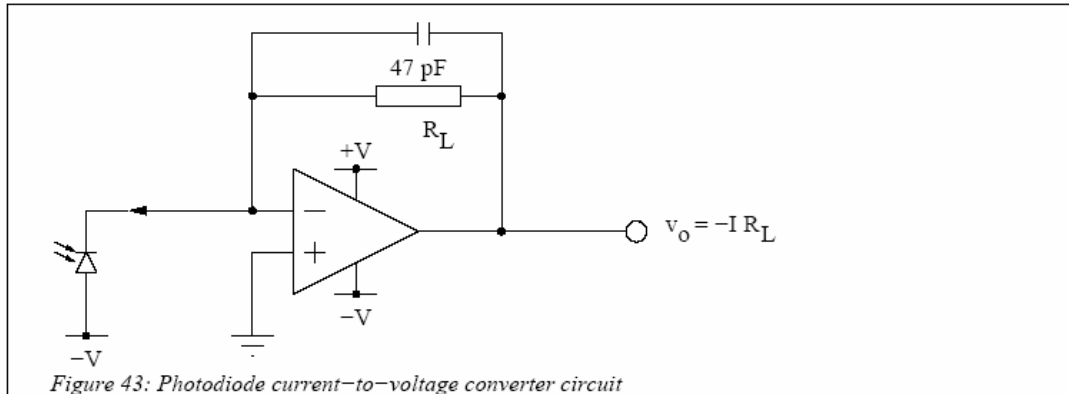 47 pF
R_L
+V
−
+
v_o = −I R_L
−V
−V
Figure 43: Photodiode current−to−voltage converter circuit